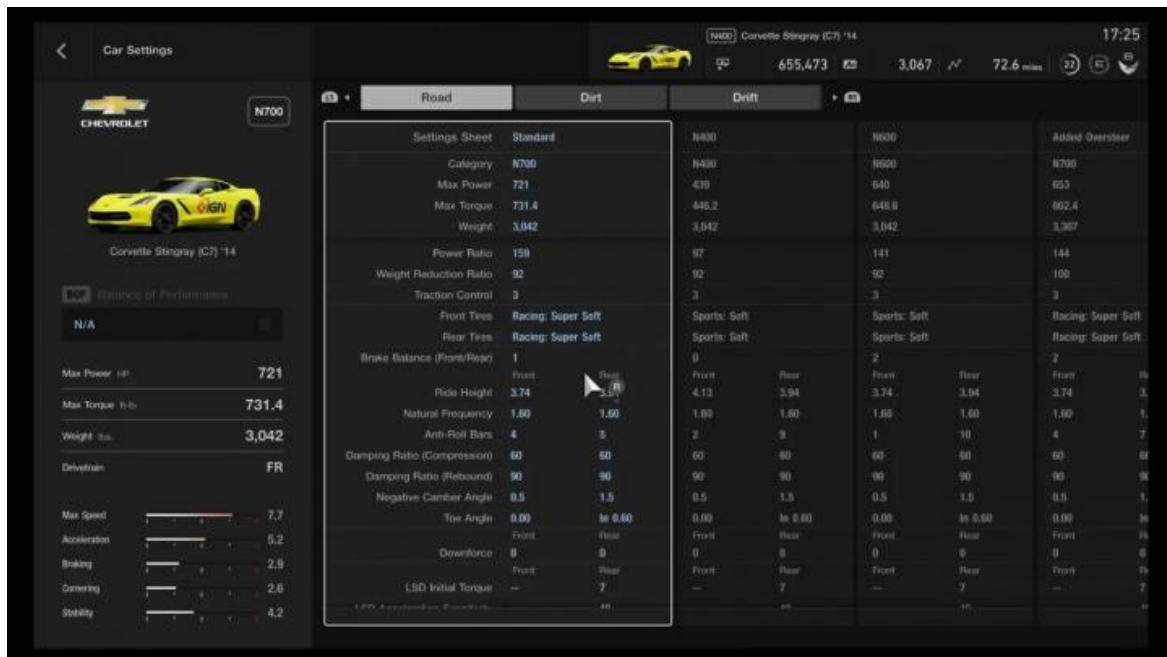 N400 Corvette Stingray (C7) '14 17:25
Car Settings
655,473 3,067 72.6 miles 22 E
Road Dirt Drift
CHEVROLET N700
IGN
Corvette Stingray (C7) '14
BOP Balance of Performance
N/A
Max Power HP 721
Max Torque ft-lb 731.4
Weight lbs. 3,042
Drivetrain FR
Max Speed 7.7
Acceleration 5.2
Braking 2.9
Cornering 2.6
Stability 4.2
Settings Sheet Standard N400 N600 Added Oversteer
Category N700 N400 N600 N700
Max Power 721 439 640 653
Max Torque 731.4 446.2 648.6 662.4
Weight 3,042 3,042 3,042 3,307
Power Ratio 159 97 141 144
Weight Reduction Ratio 92 92 92 100
Traction Control 3 3 3 3
Front Tires Racing: Super Soft Sports: Soft Sports: Soft Racing: Super Soft
Rear Tires Racing: Super Soft Sports: Soft Sports: Soft Racing: Super Soft
Brake Balance (Front/Rear) 1 0 2 2
Front Rear Front Rear Front Rear Front
Ride Height 3.74 4.13 3.94 3.74 3.94 3.74
Natural Frequency 1.60 1.60 1.60 1.60 1.60 1.60 1.60
Anti-Roll Bars 4 5 2 9 1 10 4 7
Damping Ratio (Compression) 60 60 60 60 60 60 60
Damping Ratio (Rebound) 90 90 90 90 90 90 90
Negative Camber Angle 0.5 1.5 0.5 1.5 0.5 1.5 0.5
Toe Angle 0.00 In 0.60 0.00 In 0.60 0.00 In 0.60 0.00
Front Rear Front Rear Front Rear Front
Downforce 0 0 0 0 0 0 0
Front Rear Front Rear Front Rear Front
LSD Initial Torque -- 7 -- 7 -- 7 -- 7